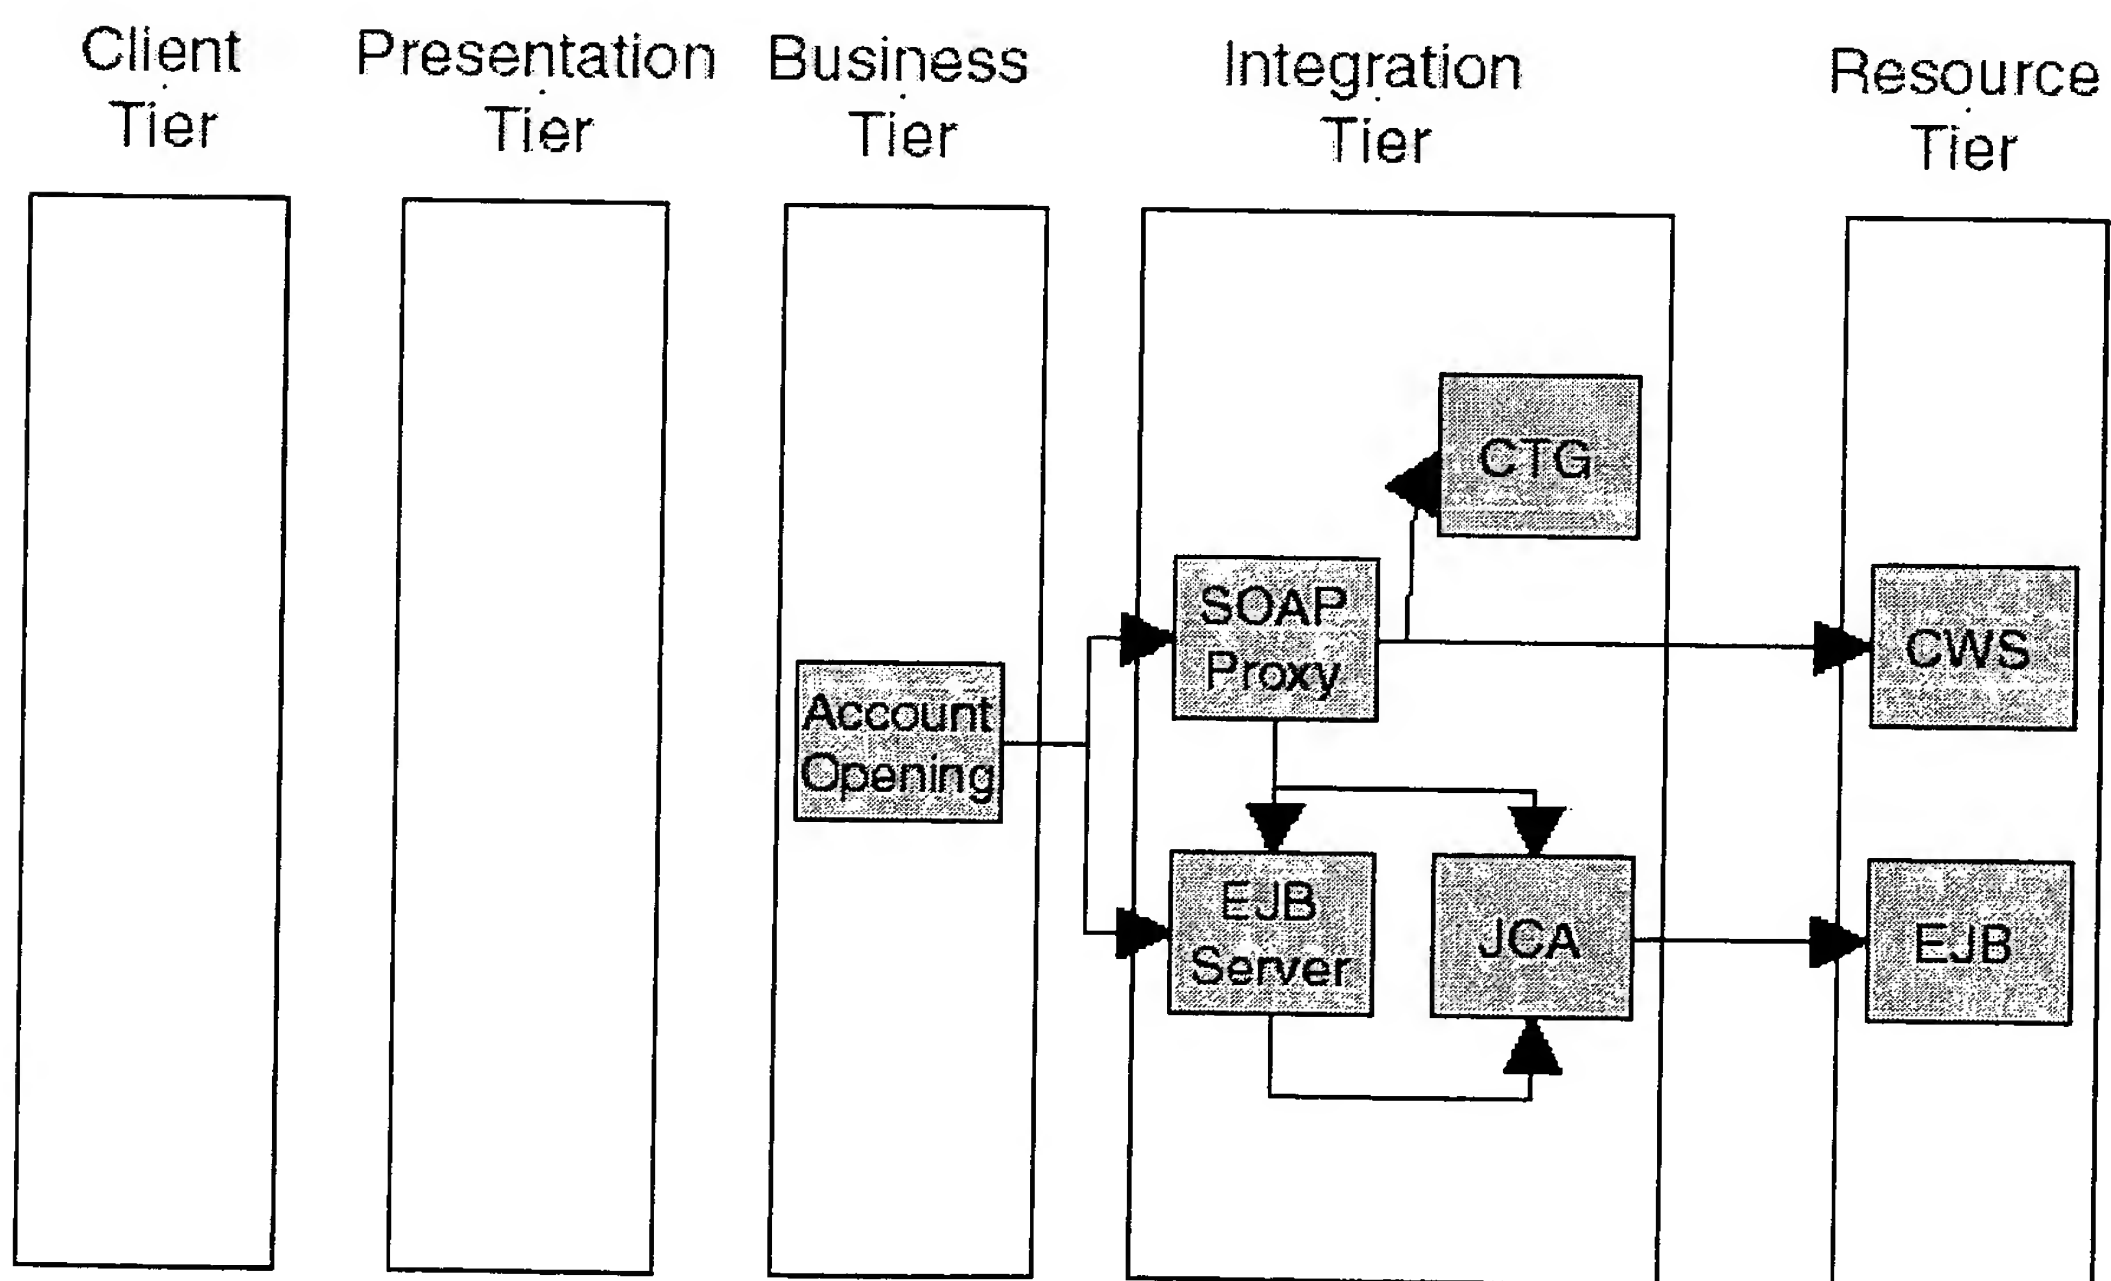 Client
Tier
Presentation
Tier
Business
Tier
Integration
Tier
Resource
Tier
CTG
SOAP
Proxy
CWS
Account
Opening
EJB
Server
JCA
EJB